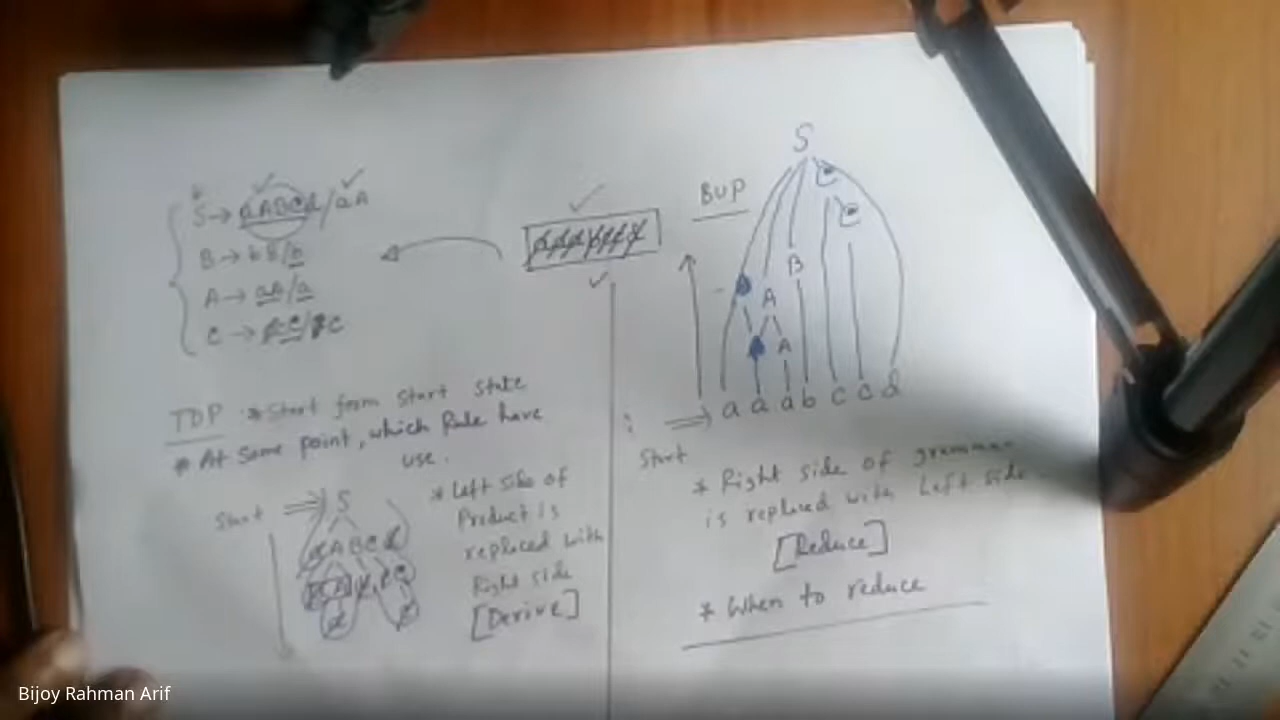 S → aABCd/aA
B → bB/b
A → aA/a
C →
TDP * Start from Start State
* At Some point, which Rule have
use.
Start ⇒ S
aABCd
* Left Side of
Product is
replaced with
Right side
[Derive]
BUP
S
B
A
A
a a a b c c d
Start
* Right side of grammar
is replaced with Left Side
[Reduce]
* When to reduce
Bijoy Rahman Arif